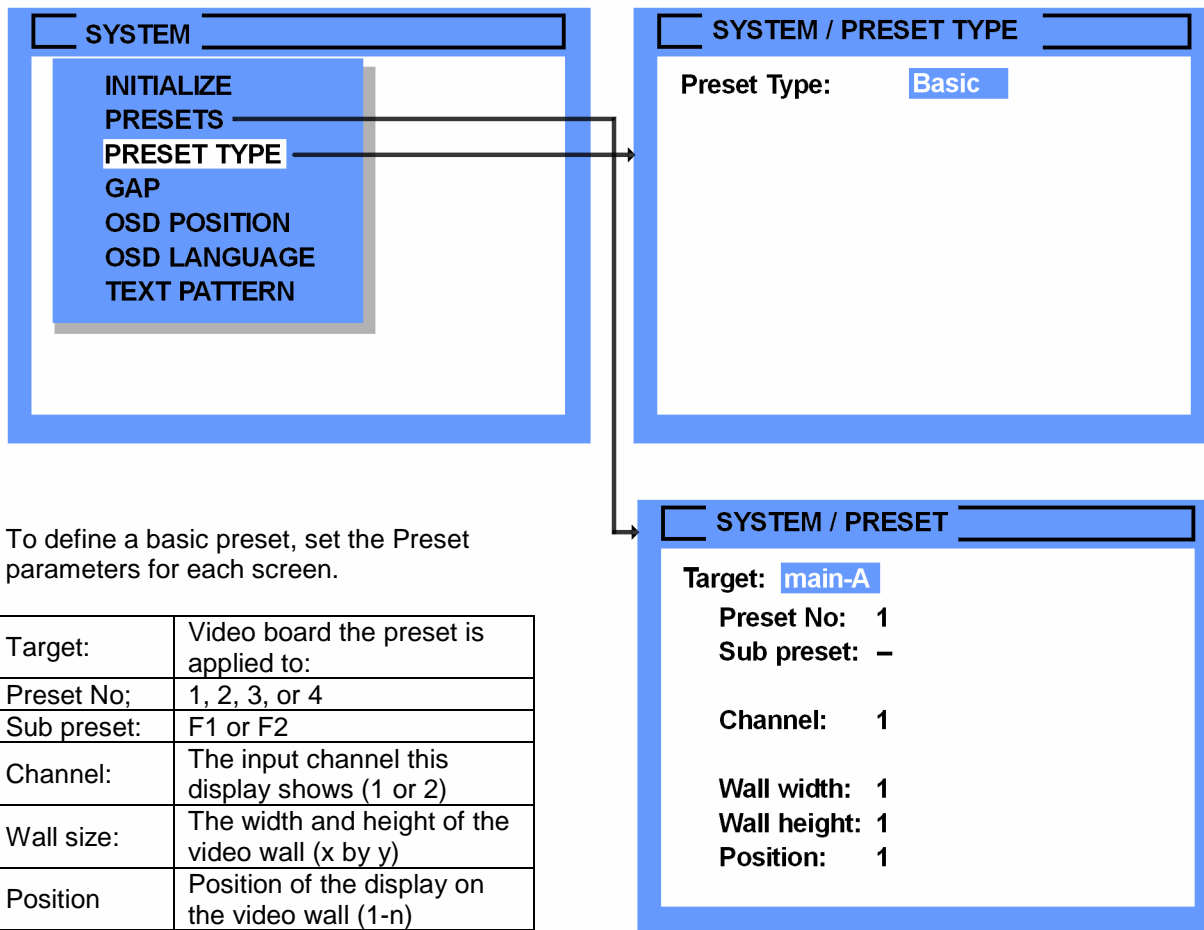 SYSTEM
INITIALIZE
PRESETS
PRESET TYPE
GAP
OSD POSITION
OSD LANGUAGE
TEXT PATTERN
SYSTEM / PRESET TYPE
Preset Type: Basic
To define a basic preset, set the Preset
parameters for each screen.
Target: Video board the preset is
applied to:
Preset No; 1, 2, 3, or 4
Sub preset: F1 or F2
Channel: The input channel this
display shows (1 or 2)
Wall size: The width and height of the
video wall (x by y)
Position Position of the display on
the video wall (1-n)
SYSTEM / PRESET
Target: main-A
Preset No: 1
Sub preset: –
Channel: 1
Wall width: 1
Wall height: 1
Position: 1